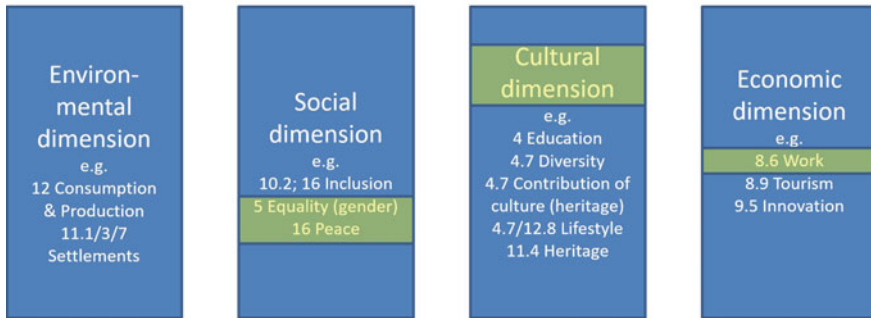 Environ-
mental
dimension
e.g.
12 Consumption
& Production
11.1/3/7
Settlements
Social
dimension
e.g.
10.2; 16 Inclusion
5 Equality (gender)
16 Peace
Cultural
dimension
e.g.
4 Education
4.7 Diversity
4.7 Contribution of
culture (heritage)
4.7/12.8 Lifestyle
11.4 Heritage
Economic
dimension
e.g.
8.6 Work
8.9 Tourism
9.5 Innovation